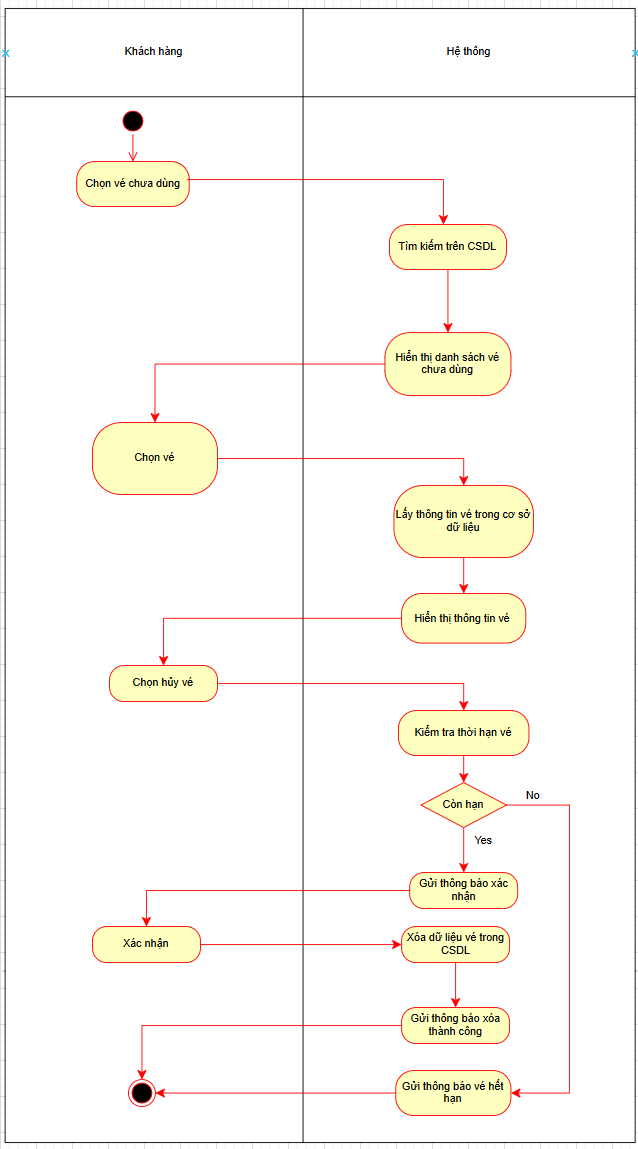 Khách hàng
Hệ thông
Chọn vé chưa dùng
Tìm kiếm trên CSDL
Hiển thị danh sách vé
chưa dùng
Chọn vé
Lấy thông tin vé trong cơ sở
dữ liệu
Hiển thị thông tin vé
Chọn hủy vé
Kiểm tra thời hạn vé
Còn hạn
No
Yes
Gửi thông báo xác
nhận
Xác nhận
Xóa dữ liệu vé trong
CSDL
Gửi thông báo xóa
thành công
Gửi thông báo vé hết
hạn